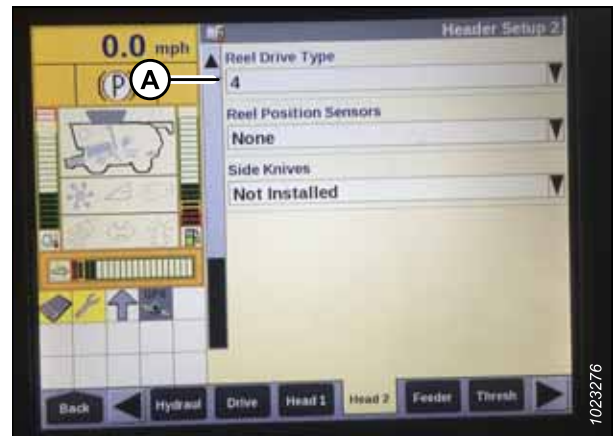 0.0 mph
Header Setup 2
(P)
A
Reel Drive Type
4
Reel Position Sensors
None
Side Knives
Not Installed
GPS
Back
Hydraul
Drive
Head 1
Head 2
Feeder
Thresh
1023276